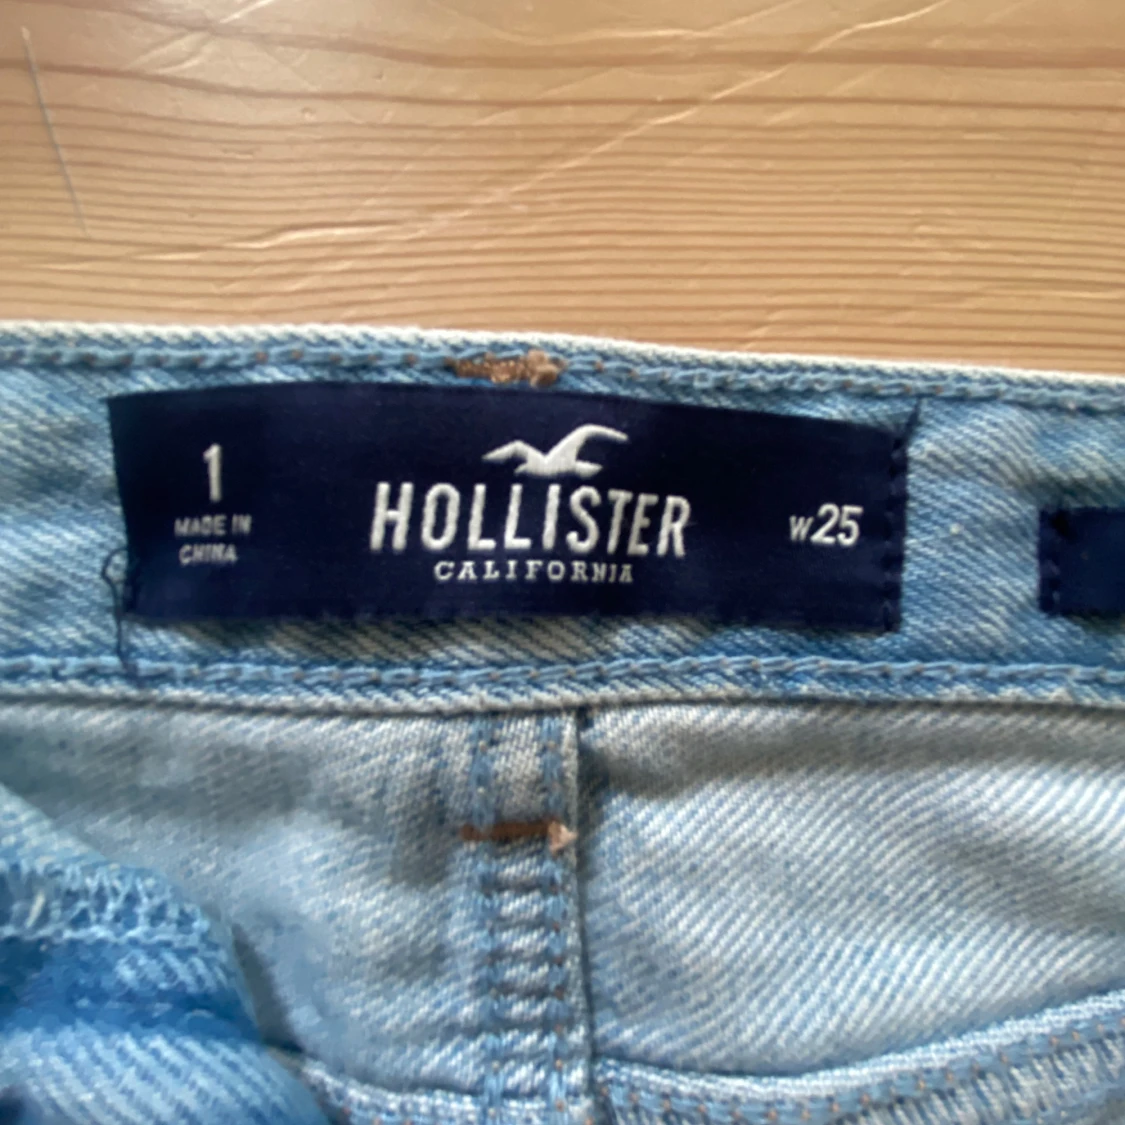 1
MADE IN
CHINA
HOLLISTER
CALIFORNIA
W25